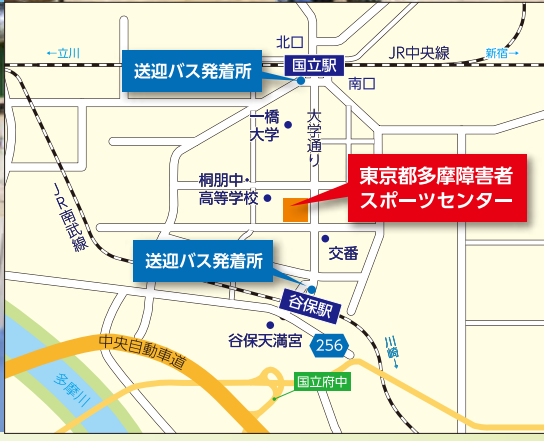 北口
JR中央線
←立川
新宿→
送迎バス発着所
国立駅
南口
一橋
大学
大学通り
桐朋中・
高等学校
東京都多摩障害者
スポーツセンター
JR南武線
交番
送迎バス発着所
谷保駅
谷保天満宮
256
川崎→
中央自動車道
多摩川
国立府中